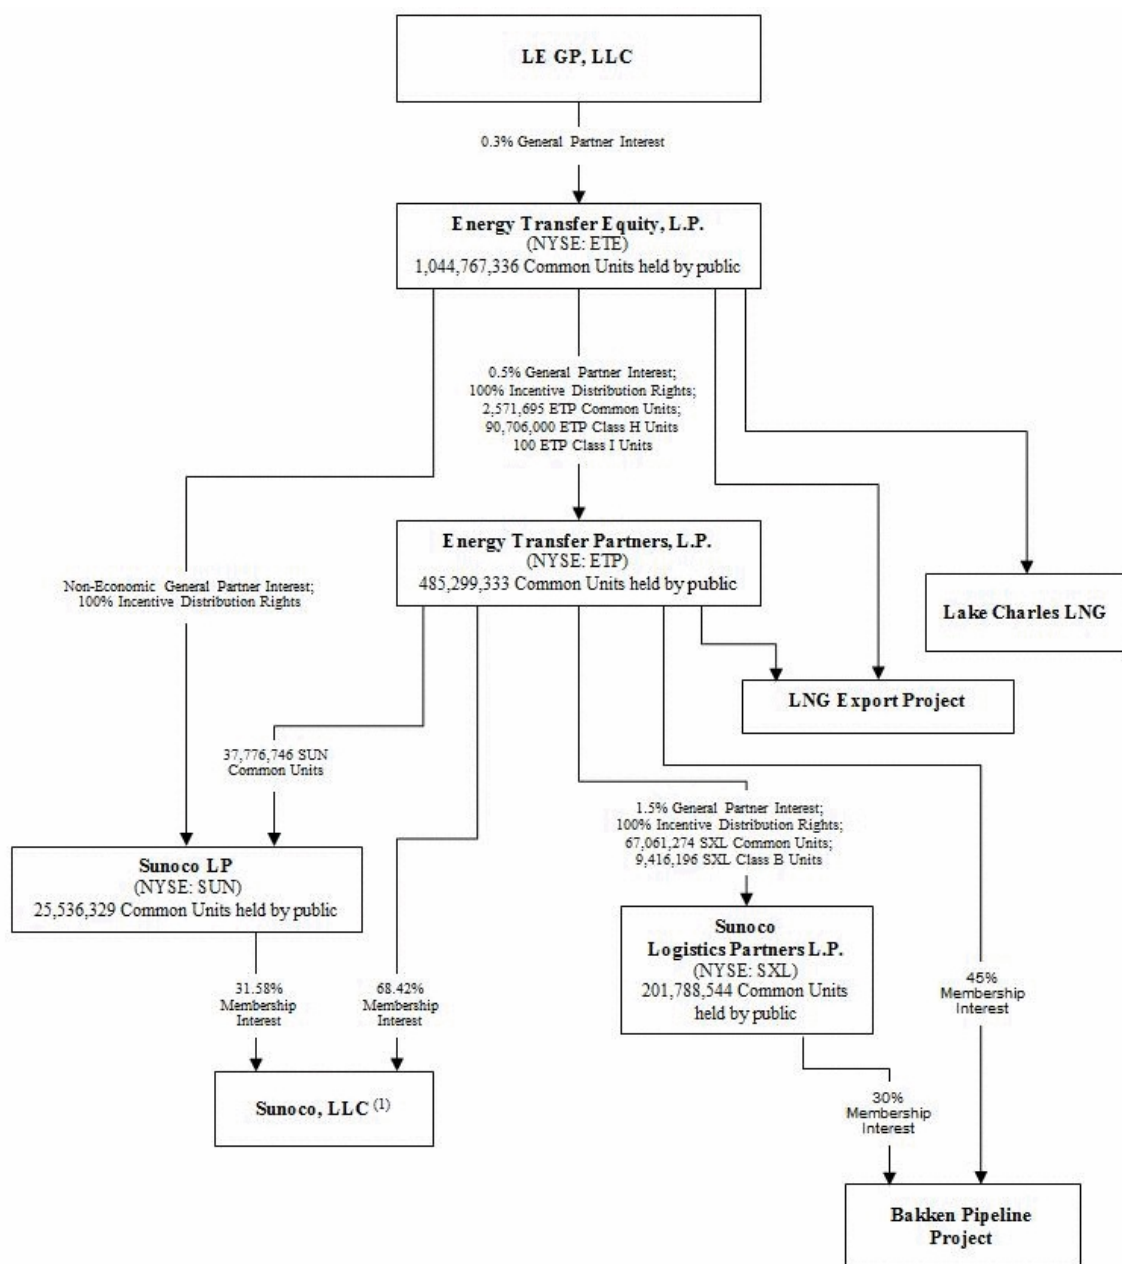 LE GP, LLC
0.3% General Partner Interest
Energy Transfer Equity, L.P.
(NYSE: ETE)
1,044,767,336 Common Units held by public
0.5% General Partner Interest;
100% Incentive Distribution Rights;
2,571,695 ETP Common Units;
90,706,000 ETP Class H Units
100 ETP Class I Units
Energy Transfer Partners, L.P.
(NYSE: ETP)
485,299,333 Common Units held by public
Non-Economic General Partner Interest;
100% Incentive Distribution Rights
Lake Charles LNG
LNG Export Project
37,776,746 SUN
Common Units
1.5% General Partner Interest;
100% Incentive Distribution Rights;
67,061,274 SXL Common Units;
9,416,196 SXL Class B Units
Sunoco LP
(NYSE: SUN)
25,536,329 Common Units held by public
Sunoco
Logistics Partners L.P.
(NYSE: SXL)
201,788,544 Common Units
held by public
31.58%
Membership
Interest
68.42%
Membership
Interest
45%
Membership
Interest
Sunoco, LLC (1)
30%
Membership
Interest
Bakken Pipeline
Project